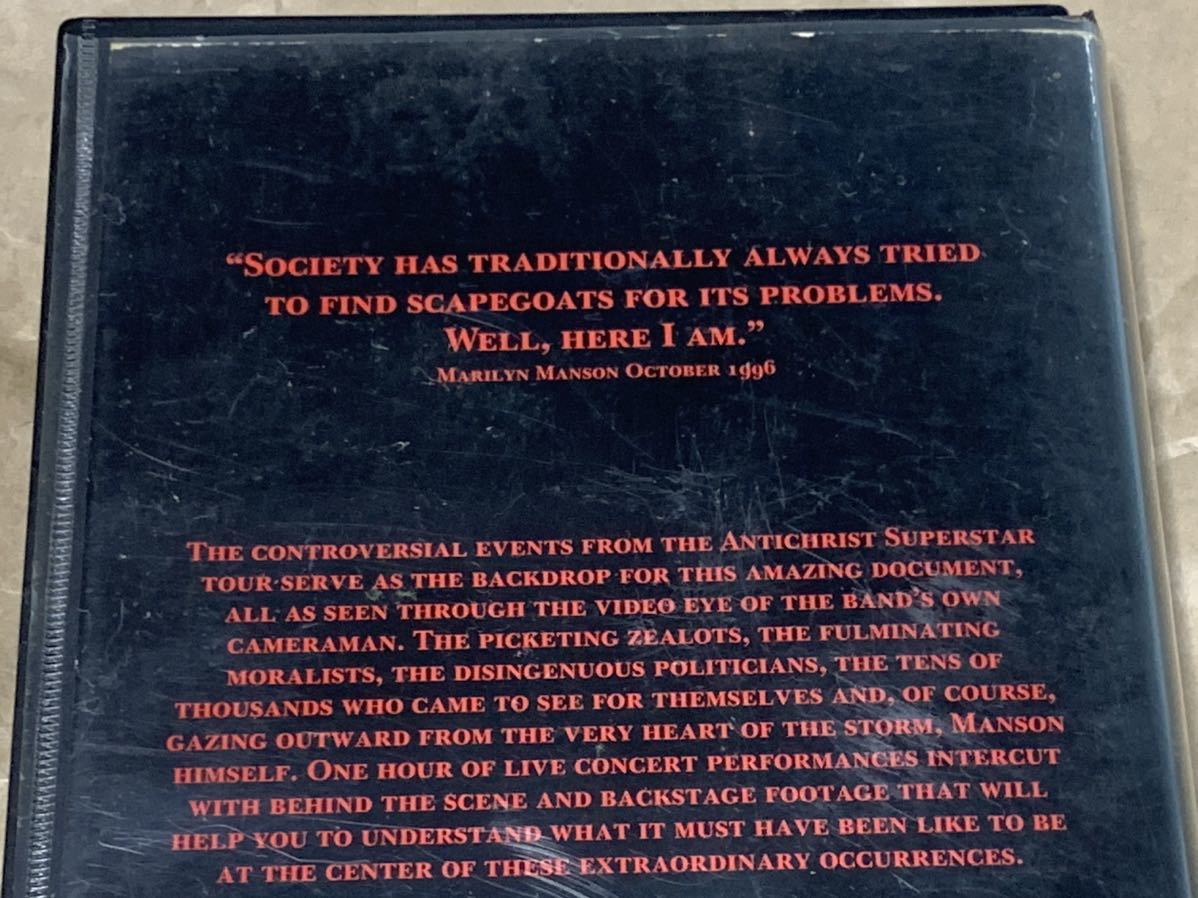 “Society has traditionally always tried
to find scapegoats for its problems.
Well, here I am.”
Marilyn Manson October 1996
The controversial events from the Antichrist Superstar
tour serve as the backdrop for this amazing document,
all as seen through the video eye of the band’s own
cameraman. The picketing zealots, the fulminating
moralists, the disingenuous politicians, the tens of
thousands who came to see for themselves and, of course,
gazing outward from the very heart of the storm, Manson
himself. One hour of live concert performances intercut
with behind the scene and backstage footage that will
help you to understand what it must have been like to be
at the center of these extraordinary occurrences.